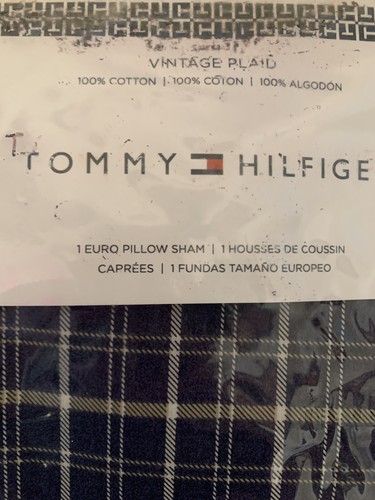 VINTAGE PLAID
100% COTTON | 100% COTON | 100% ALGODÓN
TOMMY HILFIGE
1 EURO PILLOW SHAM | 1 HOUSSES DE COUSSIN
CAPRÉES | 1 FUNDAS TAMAÑO EUROPEO